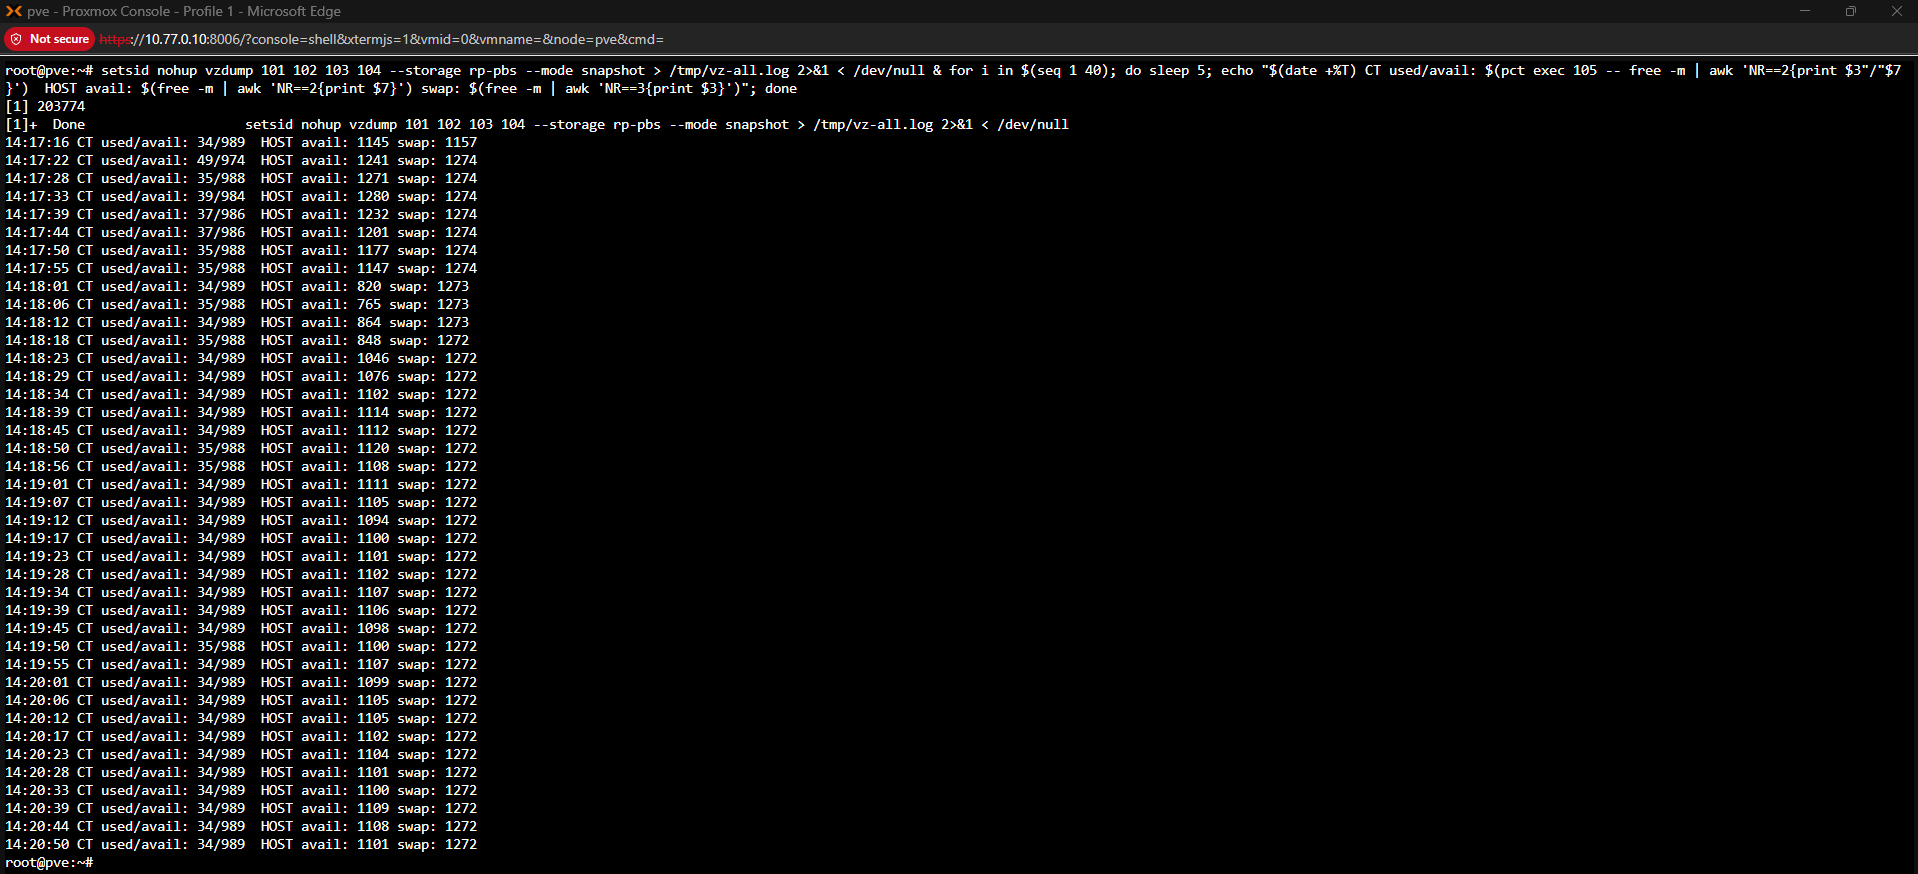 pve - Proxmox Console - Profile 1 - Microsoft Edge
Not secure https://10.77.0.10:8006/?console=shell&xtermjs=1&vmid=0&vmname=&node=pve&cmd=
root@pve:~# setsid nohup vzdump 101 102 103 104 --storage rp-pbs --mode snapshot > /tmp/vz-all.log 2>&1 < /dev/null & for i in $(seq 1 40); do sleep 5; echo "$(date +%T) CT used/avail: $(pct exec 105 -- free -m | awk 'NR==2{print $3"/"$7
}')  HOST avail: $(free -m | awk 'NR==2{print $7}') swap: $(free -m | awk 'NR==3{print $3}')"; done
[1] 203774
[1]+  Done                    setsid nohup vzdump 101 102 103 104 --storage rp-pbs --mode snapshot > /tmp/vz-all.log 2>&1 < /dev/null
14:17:16 CT used/avail: 34/989  HOST avail: 1145 swap: 1157
14:17:22 CT used/avail: 49/974  HOST avail: 1241 swap: 1274
14:17:28 CT used/avail: 35/988  HOST avail: 1271 swap: 1274
14:17:33 CT used/avail: 39/984  HOST avail: 1280 swap: 1274
14:17:39 CT used/avail: 37/986  HOST avail: 1232 swap: 1274
14:17:44 CT used/avail: 37/986  HOST avail: 1201 swap: 1274
14:17:50 CT used/avail: 35/988  HOST avail: 1177 swap: 1274
14:17:55 CT used/avail: 35/988  HOST avail: 1147 swap: 1274
14:18:01 CT used/avail: 34/989  HOST avail: 820 swap: 1273
14:18:06 CT used/avail: 35/988  HOST avail: 765 swap: 1273
14:18:12 CT used/avail: 34/989  HOST avail: 864 swap: 1273
14:18:18 CT used/avail: 35/988  HOST avail: 848 swap: 1272
14:18:23 CT used/avail: 34/989  HOST avail: 1046 swap: 1272
14:18:29 CT used/avail: 34/989  HOST avail: 1076 swap: 1272
14:18:34 CT used/avail: 34/989  HOST avail: 1102 swap: 1272
14:18:39 CT used/avail: 34/989  HOST avail: 1114 swap: 1272
14:18:45 CT used/avail: 34/989  HOST avail: 1112 swap: 1272
14:18:50 CT used/avail: 35/988  HOST avail: 1120 swap: 1272
14:18:56 CT used/avail: 35/988  HOST avail: 1108 swap: 1272
14:19:01 CT used/avail: 34/989  HOST avail: 1111 swap: 1272
14:19:07 CT used/avail: 34/989  HOST avail: 1105 swap: 1272
14:19:12 CT used/avail: 34/989  HOST avail: 1094 swap: 1272
14:19:17 CT used/avail: 34/989  HOST avail: 1100 swap: 1272
14:19:23 CT used/avail: 34/989  HOST avail: 1101 swap: 1272
14:19:28 CT used/avail: 34/989  HOST avail: 1102 swap: 1272
14:19:34 CT used/avail: 34/989  HOST avail: 1107 swap: 1272
14:19:39 CT used/avail: 34/989  HOST avail: 1106 swap: 1272
14:19:45 CT used/avail: 34/989  HOST avail: 1098 swap: 1272
14:19:50 CT used/avail: 35/988  HOST avail: 1100 swap: 1272
14:19:55 CT used/avail: 34/989  HOST avail: 1107 swap: 1272
14:20:01 CT used/avail: 34/989  HOST avail: 1099 swap: 1272
14:20:06 CT used/avail: 34/989  HOST avail: 1105 swap: 1272
14:20:12 CT used/avail: 34/989  HOST avail: 1105 swap: 1272
14:20:17 CT used/avail: 34/989  HOST avail: 1102 swap: 1272
14:20:23 CT used/avail: 34/989  HOST avail: 1104 swap: 1272
14:20:28 CT used/avail: 34/989  HOST avail: 1101 swap: 1272
14:20:33 CT used/avail: 34/989  HOST avail: 1100 swap: 1272
14:20:39 CT used/avail: 34/989  HOST avail: 1109 swap: 1272
14:20:44 CT used/avail: 34/989  HOST avail: 1108 swap: 1272
14:20:50 CT used/avail: 34/989  HOST avail: 1101 swap: 1272
root@pve:~#